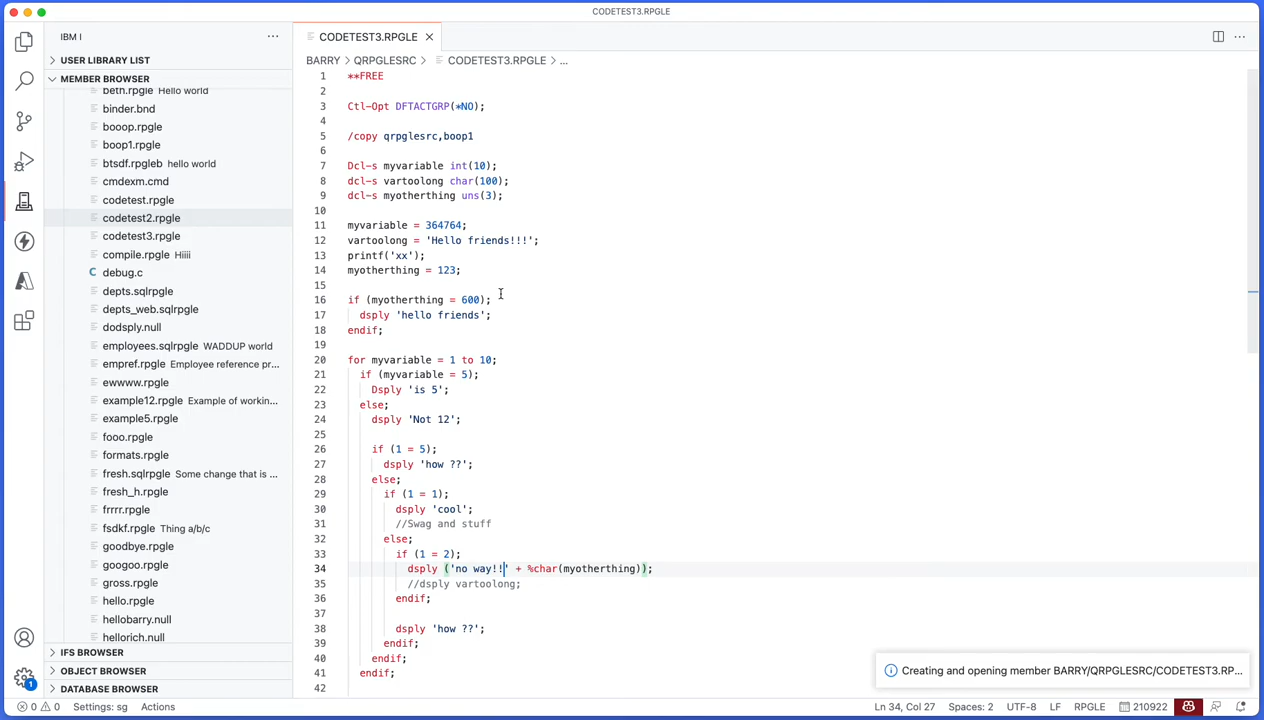 CODETEST3.RPGLE
IBM I
USER LIBRARY LIST
MEMBER BROWSER
beth.rpgle Hello world
binder.bnd
booop.rpgle
boop1.rpgle
btsdf.rpgleb hello world
cmdexm.cmd
codetest.rpgle
codetest2.rpgle
codetest3.rpgle
compile.rpgle Hiiii
C debug.c
depts.sqlrpgle
depts_web.sqlrpgle
dodsply.null
employees.sqlrpgle WADDUP world
empref.rpgle Employee reference pr...
ewwww.rpgle
example12.rpgle Example of workin...
example5.rpgle
fooo.rpgle
formats.rpgle
fresh.sqlrpgle Some change that is ...
fresh_h.rpgle
frrrr.rpgle
fsdkf.rpgle Thing a/b/c
goodbye.rpgle
googoo.rpgle
gross.rpgle
hello.rpgle
hellobarry.null
hellorich.null
IFS BROWSER
OBJECT BROWSER
DATABASE BROWSER
CODETEST3.RPGLE
BARRY > QRPGLESRC > CODETEST3.RPGLE > ...
1 **FREE
2
3 Ctl-Opt DFTACTGRP(*NO);
4
5 /copy qrpglesrc,boop1
6
7 Dcl-s myvariable int(10);
8 dcl-s vartoolong char(100);
9 dcl-s myotherthing uns(3);
10
11 myvariable = 364764;
12 vartoolong = 'Hello friends!!!';
13 printf('xx');
14 myotherthing = 123;
15
16 if (myotherthing = 600);
17 dsply 'hello friends';
18 endif;
19
20 for myvariable = 1 to 10;
21 if (myvariable = 5);
22 Dsply 'is 5';
23 else;
24 dsply 'Not 12';
25
26 if (1 = 5);
27 dsply 'how ??';
28 else;
29 if (1 = 1);
30 dsply 'cool';
31 //Swag and stuff
32 else;
33 if (1 = 2);
34 dsply ('no way!!' + %char(myotherthing));
35 //dsply vartoolong;
36 endif;
37
38 dsply 'how ??';
39 endif;
40 endif;
41 endif;
42
Creating and opening member BARRY/QRPGLESRC/CODETEST3.RP...
1
0 0 Settings: sg Actions
Ln 34, Col 27 Spaces: 2 UTF-8 LF RPGLE 210922